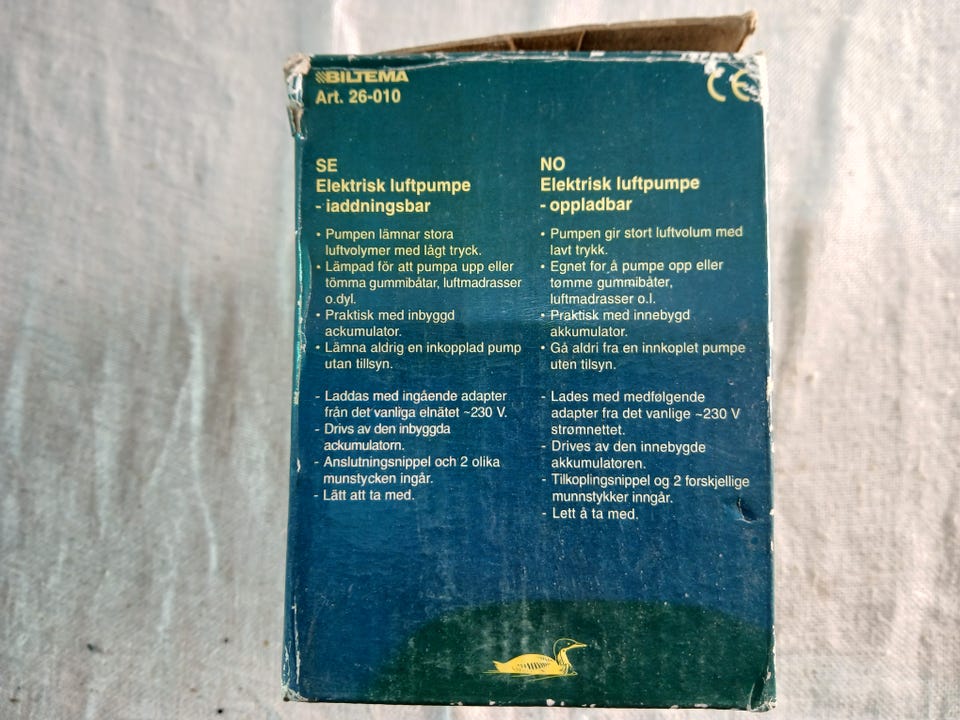 BILTEMA
Art. 26-010
CE
SE
Elektrisk luftpumpe
- iaddningsbar
• Pumpen lämnar stora
luftvolymer med lågt tryck.
• Lämpad för att pumpa upp eller
tömma gummibåtar, luftmadrasser
o.dyl.
• Praktisk med inbyggd
ackumulator.
• Lämna aldrig en inkopplad pump
utan tillsyn.
- Laddas med ingående adapter
från det vanliga elnätet ~230 V.
- Drivs av den inbyggda
ackumulatorn.
- Anslutningsnippel och 2 olika
munstycken ingår.
- Lätt att ta med.
NO
Elektrisk luftpumpe
- oppladbar
• Pumpen gir stort luftvolum med
lavt trykk.
• Egnet for å pumpe opp eller
tømme gummibåter,
luftmadrasser o.l.
• Praktisk med innebygd
akkumulator.
• Gå aldri fra en innkoplet pumpe
uten tilsyn.
- Lades med medfølgende
adapter fra det vanlige ~230 V
strømnettet.
- Drives av den innebygde
akkumulatoren.
- Tilkoplingsnippel og 2 forskjellige
munnstykker inngår.
- Lett å ta med.